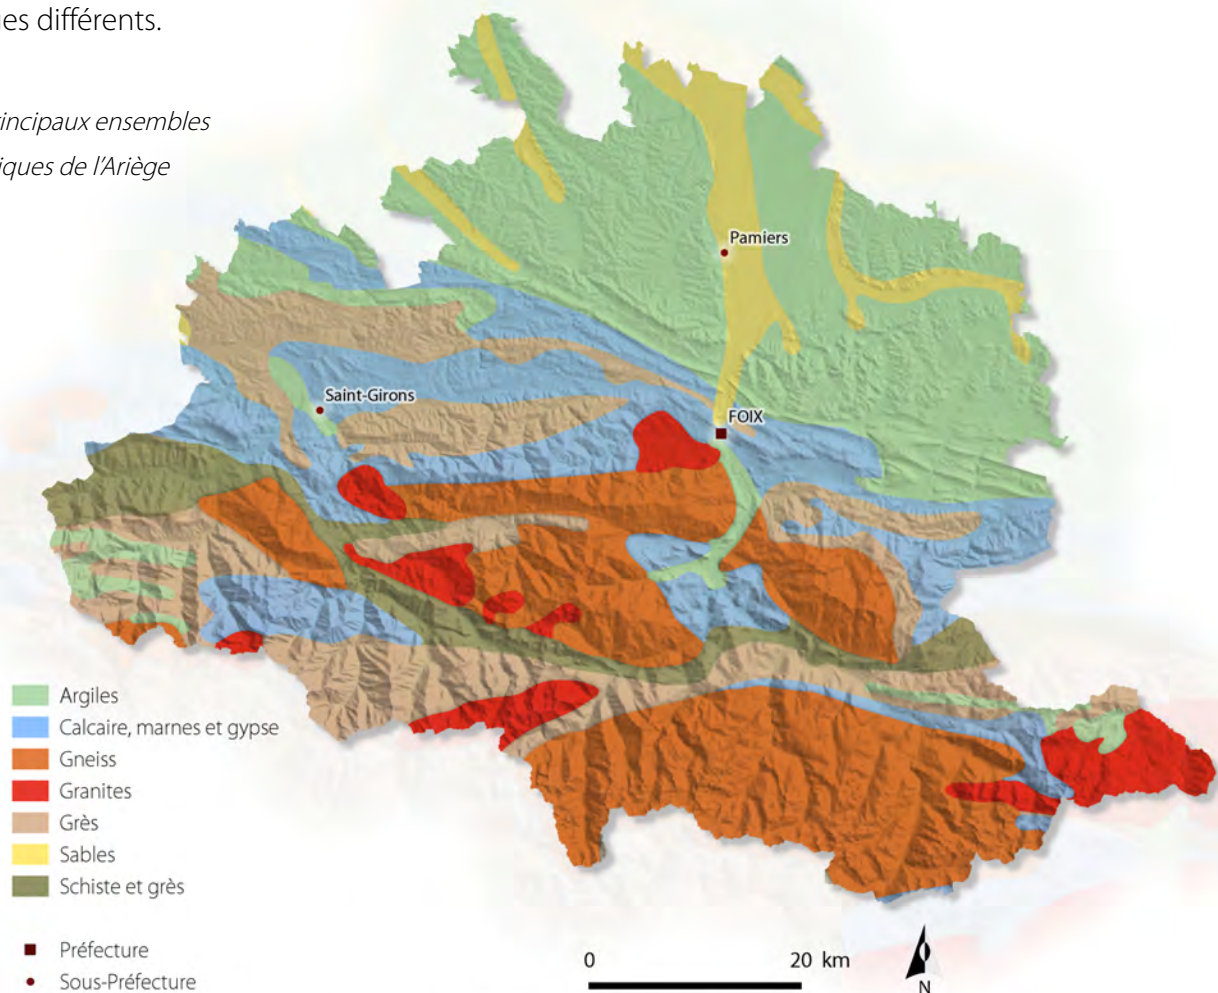 es différents.
incipaux ensembles
iques de l'Ariège
Pamiers
Saint-Girons
FOIX
Argiles
Calcaire, marnes et gypse
Gneiss
Granites
Grès
Sables
Schiste et grès
Préfecture
Sous-Préfecture
0 20 km
N